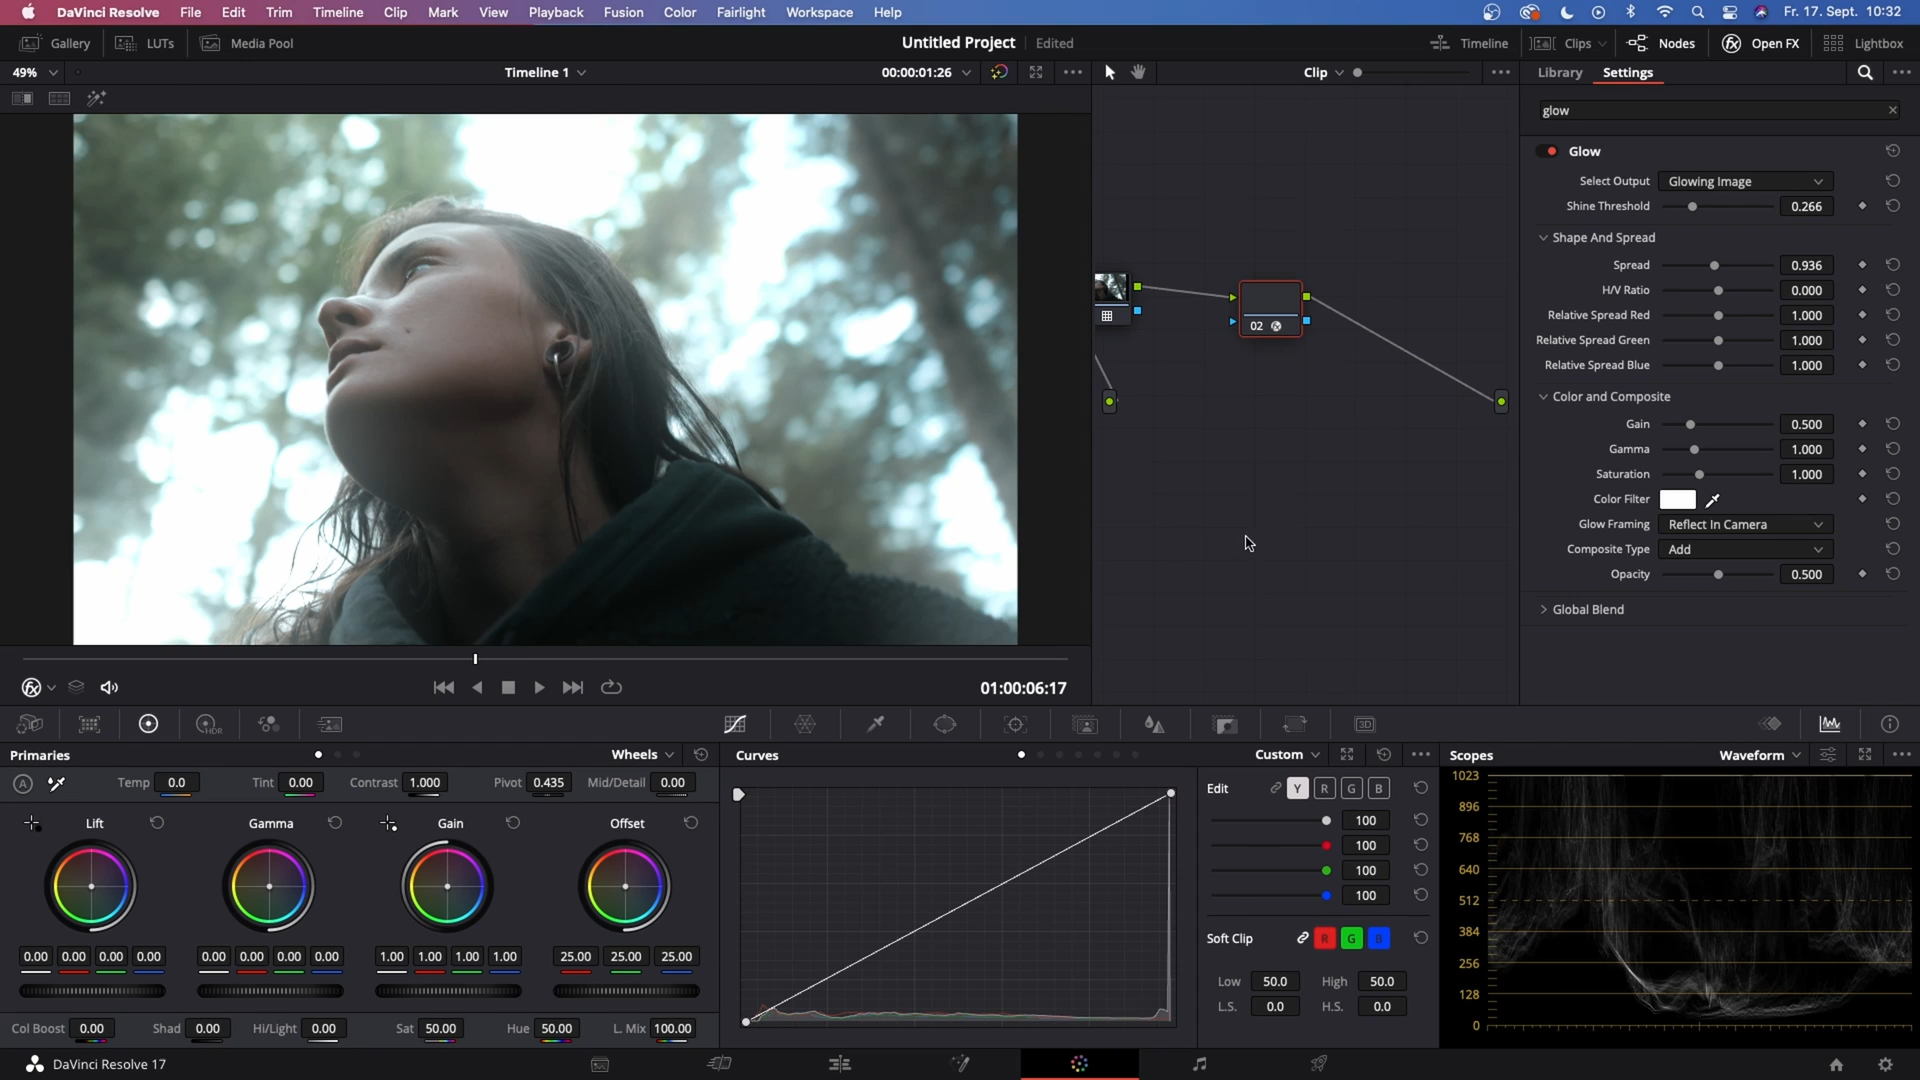 DaVinci Resolve File Edit Trim Timeline Clip Mark View Playback Fusion Color Fairlight Workspace Help Fr. 17. Sept. 10:32
Gallery LUTs Media Pool Untitled Project Edited Timeline Clips Nodes Open FX Lightbox
49% Timeline 1 00:00:01:26 Clip Library Settings
glow
Glow
Select Output Glowing Image
Shine Threshold 0.266
Shape And Spread
Spread 0.936
H/V Ratio 0.000
Relative Spread Red 1.000
Relative Spread Green 1.000
Relative Spread Blue 1.000
Color and Composite
Gain 0.500
Gamma 1.000
Saturation 1.000
Color Filter
Glow Framing Reflect In Camera
Composite Type Add
Opacity 0.500
Global Blend
02
01:00:06:17
Primaries Wheels Curves Custom Scopes Waveform
A Temp 0.0 Tint 0.00 Contrast 1.000 Pivot 0.435 Mid/Detail 0.00
Lift Gamma Gain Offset
0.00 0.00 0.00 0.00 0.00 0.00 0.00 0.00 1.00 1.00 1.00 1.00 25.00 25.00 25.00
Col Boost 0.00 Shad 0.00 Hi/Light 0.00 Sat 50.00 Hue 50.00 L. Mix 100.00
Edit Y R G B
100
100
100
100
Soft Clip R G B
Low 50.0 High 50.0
L.S. 0.0 H.S. 0.0
1023
896
768
640
512
384
256
128
0
DaVinci Resolve 17
HDR
3D